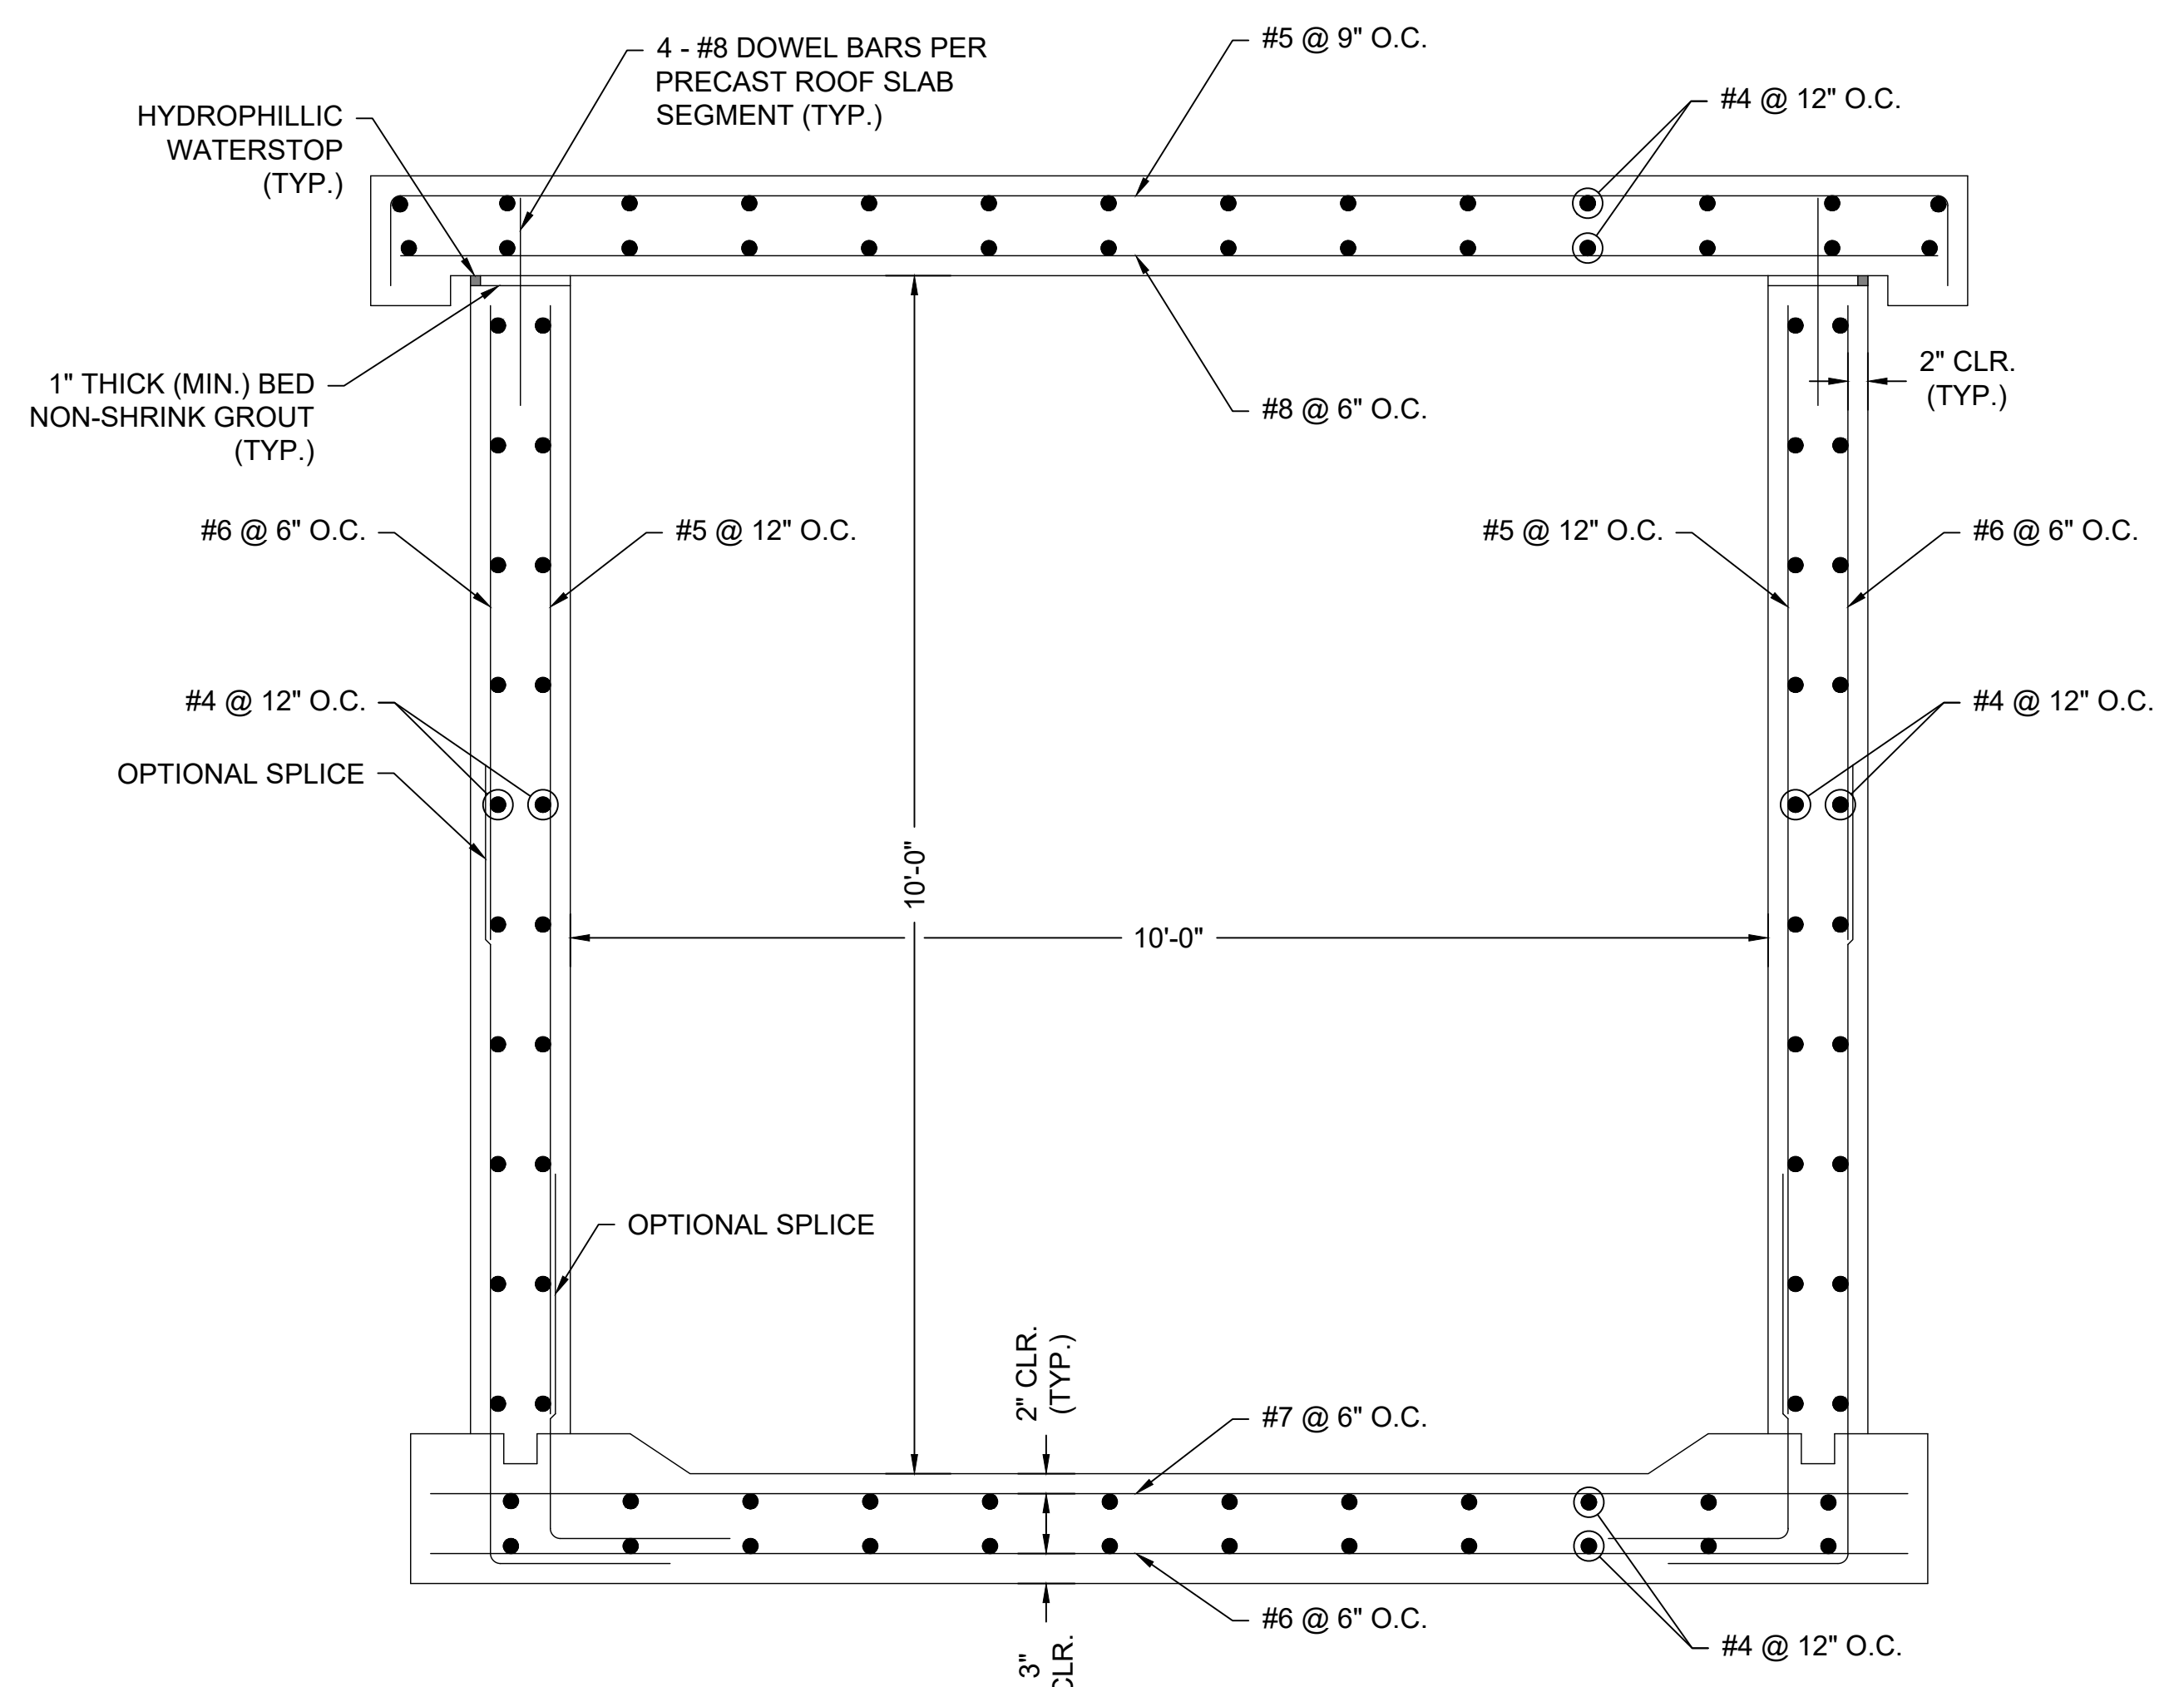 4 - #8 DOWEL BARS PER
PRECAST ROOF SLAB
SEGMENT (TYP.)
#5 @ 9" O.C.
#4 @ 12" O.C.
HYDROPHILLIC
WATERSTOP
(TYP.)
1" THICK (MIN.) BED
NON-SHRINK GROUT
(TYP.)
2" CLR.
(TYP.)
#8 @ 6" O.C.
#6 @ 6" O.C.
#5 @ 12" O.C.
#5 @ 12" O.C.
#6 @ 6" O.C.
#4 @ 12" O.C.
#4 @ 12" O.C.
OPTIONAL SPLICE
10'-0"
10'-0"
OPTIONAL SPLICE
2" CLR.
(TYP.)
#7 @ 6" O.C.
#6 @ 6" O.C.
#4 @ 12" O.C.
3"
CLR.